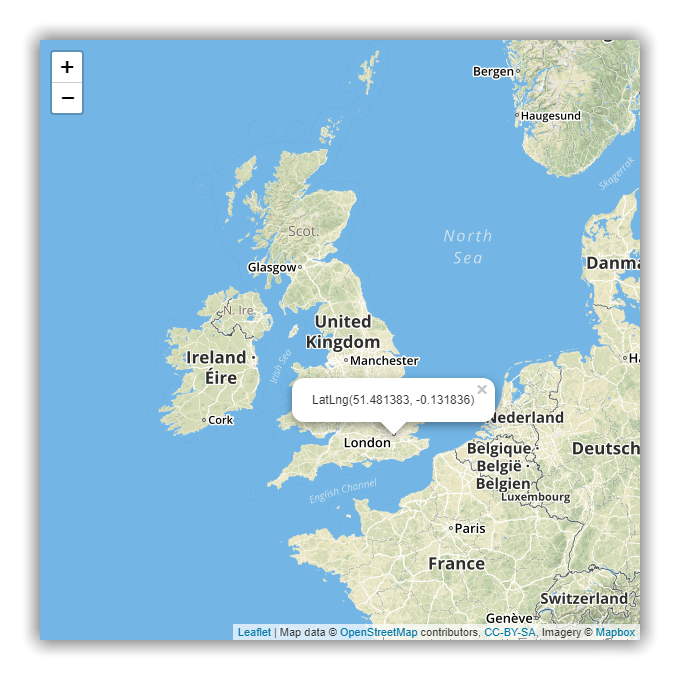 +
−
Bergen
Haugesund
Skagerrak
North
Sea
Scot.
Glasgow
Danma
N. Ire.
United
Kingdom
Ireland ·
Éire
Irish Sea
Manchester
H
×
LatLng(51.481383, -0.131836)
Cork
Nederland
London
Belgique ·
België ·
Belgien
Deutsch
English Channel
Luxembourg
Paris
France
Switzerland
Genève
Leaflet | Map data © OpenStreetMap contributors, CC-BY-SA, Imagery © Mapbox